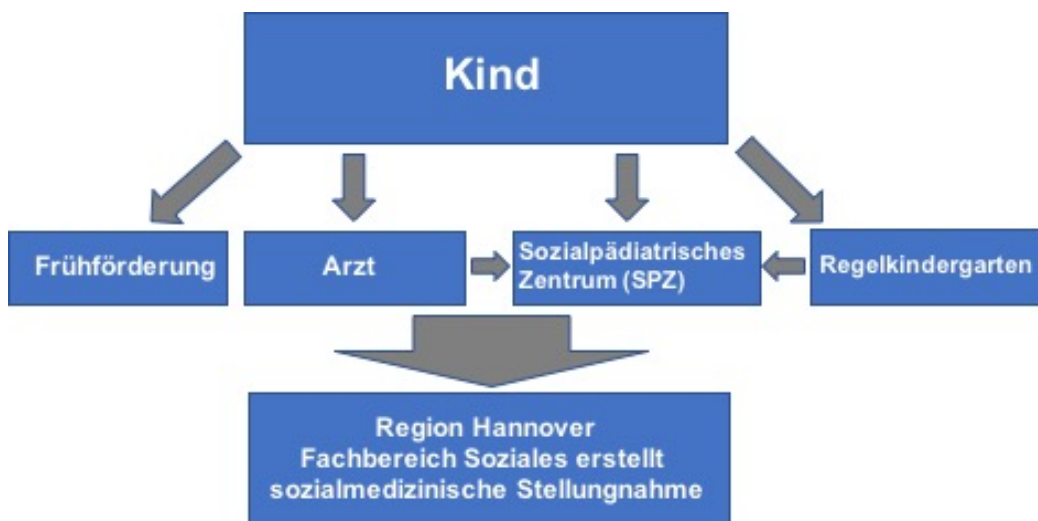 Kind
Frühförderung
Arzt
Sozialpädiatrisches
Zentrum (SPZ)
Regelkindergarten
Region Hannover
Fachbereich Soziales erstellt
sozialmedizinische Stellungnahme